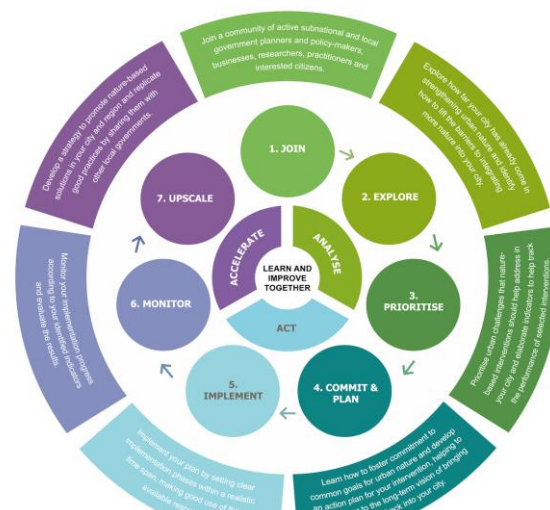 Join a community of active subnational and local
government planners and policy-makers,
businesses, researchers, practitioners and
interested citizens.
Explore how far your city has already come in
strengthening urban nature and identify
how to lift the barriers to integrating
more nature into your city.
Prioritise urban challenges that nature-
based interventions should help address in
your city and elaborate indicators to help track
the performance of selected interventions.
Learn how to foster commitment to
common goals for urban nature and develop
an action plan for your intervention, helping to
to the long-term vision of bringing
back into your city.
Implement your plan by setting clear
implementation phases within a realistic
time span, making good use of
available
Monitor your implementation progress
according to your identified indicators
and evaluate the results.
Develop a strategy to promote nature-based
solutions in your city and region and replicate
good practices by sharing them with
other local governments.
1. JOIN
2. EXPLORE
3.
PRIORITISE
4. COMMIT &
PLAN
5.
IMPLEMENT
6. MONITOR
7. UPSCALE
ACCELERATE
ANALYSE
ACT
LEARN AND
IMPROVE
TOGETHER